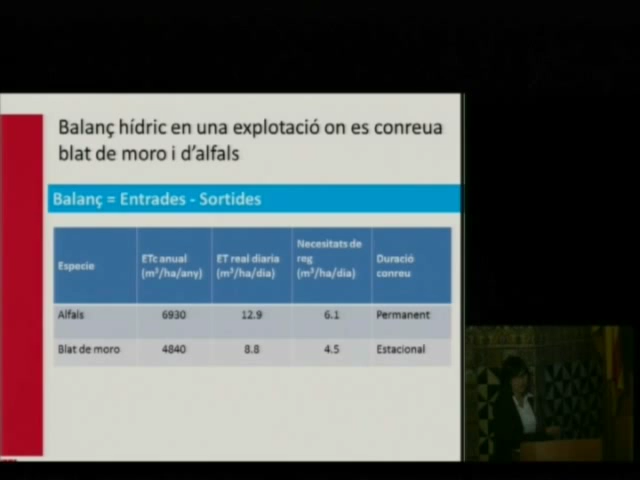 Balanç hídric en una explotació on es conreua
blat de moro i d'alfals
Balanç = Entrades - Sortides
Especie
ETc anual
(m³/ha/any)
ET real diaria
(m³/ha/dia)
Necesitats de
reg
(m³/ha/dia)
Duració
conreu
Alfals 6930 12.9 6.1 Permanent
Blat de moro 4840 8.8 4.5 Estacional